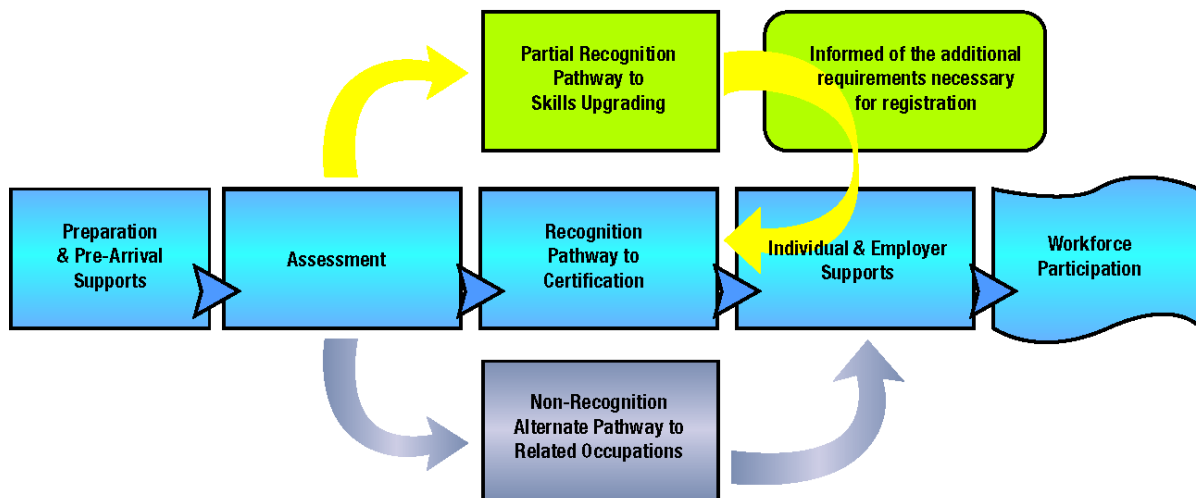 Partial Recognition
Pathway to
Skills Upgrading
Informed of the additional
requirements necessary
for registration
Preparation
& Pre-Arrival
Supports
Assessment
Recognition
Pathway to
Certification
Individual & Employer
Supports
Workforce
Participation
Non-Recognition
Alternate Pathway to
Related Occupations